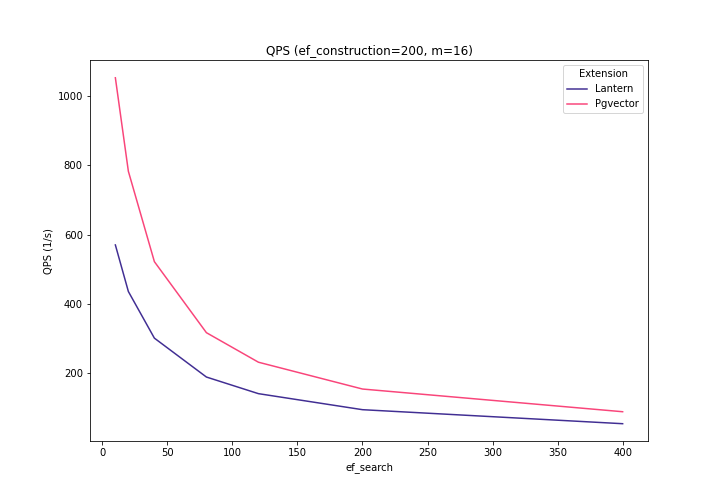 QPS (ef_construction=200, m=16)
Extension
Lantern
Pgvector
QPS (1/s)
1000
800
600
400
200
0
50
100
150
200
250
300
350
400
ef_search